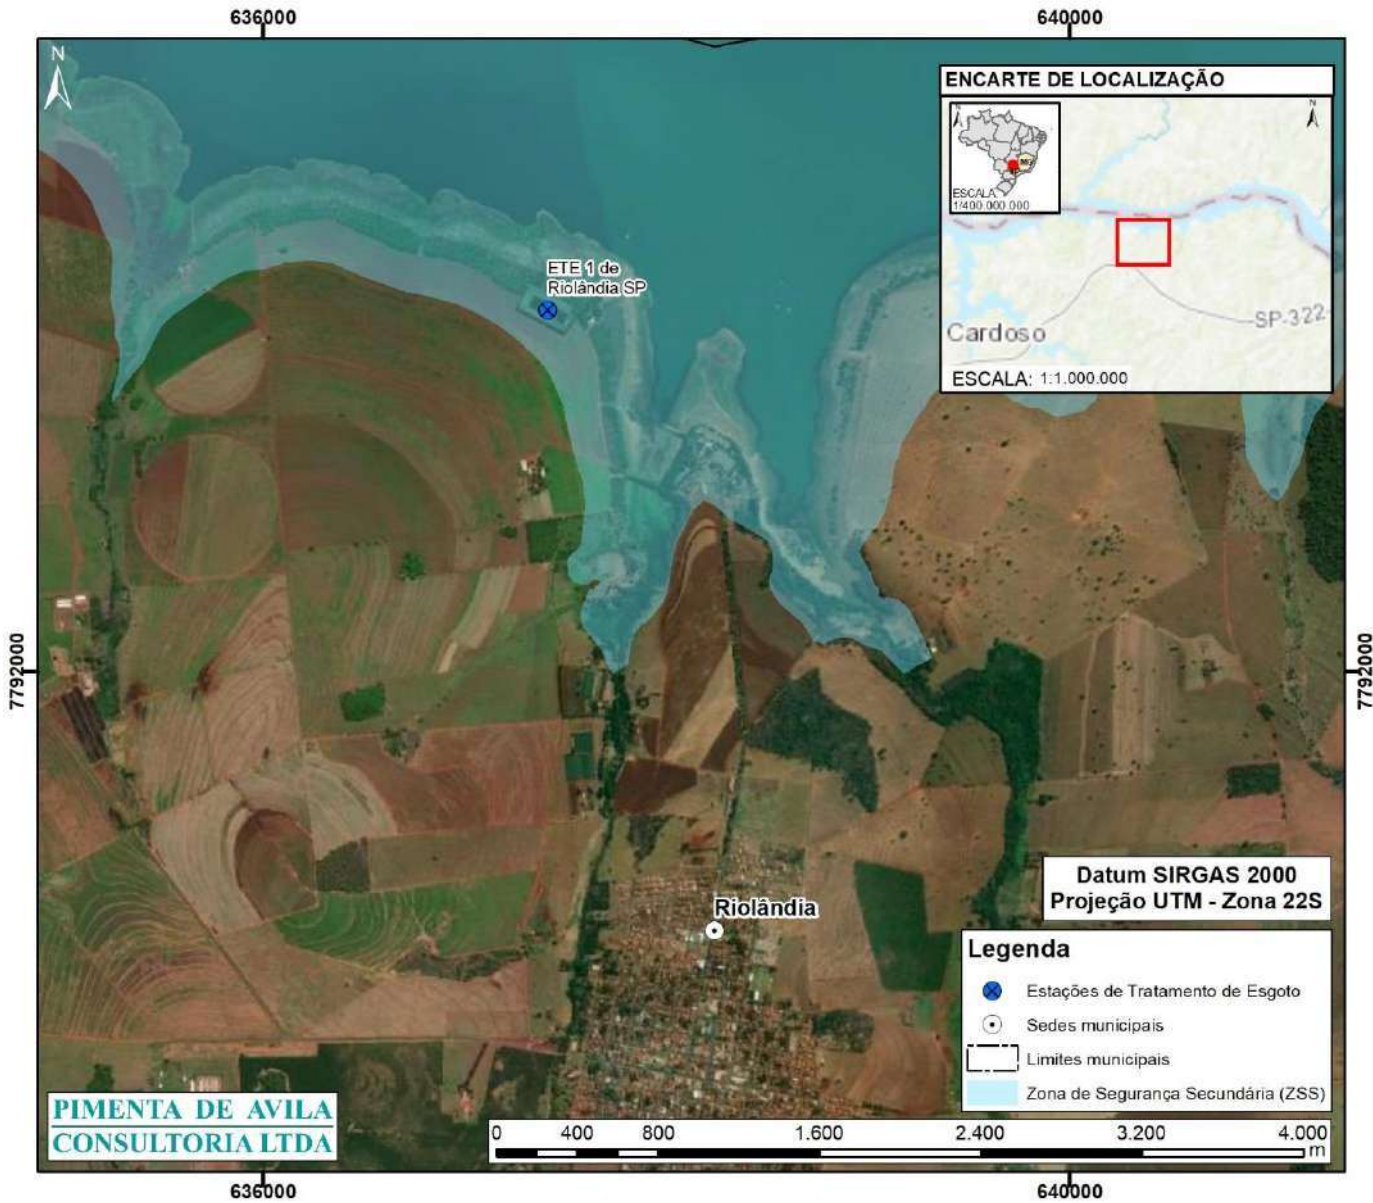 636000
640000
N
ENCARTE DE LOCALIZAÇÃO
N
N
MG
ESCALA:
1/400.000.000
Cardoso
SP-322
ESCALA: 1:1.000.000
ETE 1 de
Riolândia SP
7792000
7792000
Riolândia
Datum SIRGAS 2000
Projeção UTM - Zona 22S
Legenda
Estações de Tratamento de Esgoto
Sedes municipais
Limites municipais
Zona de Segurança Secundária (ZSS)
PIMENTA DE AVILA
CONSULTORIA LTDA
0 400 800 1.600 2.400 3.200 4.000
m
636000
640000